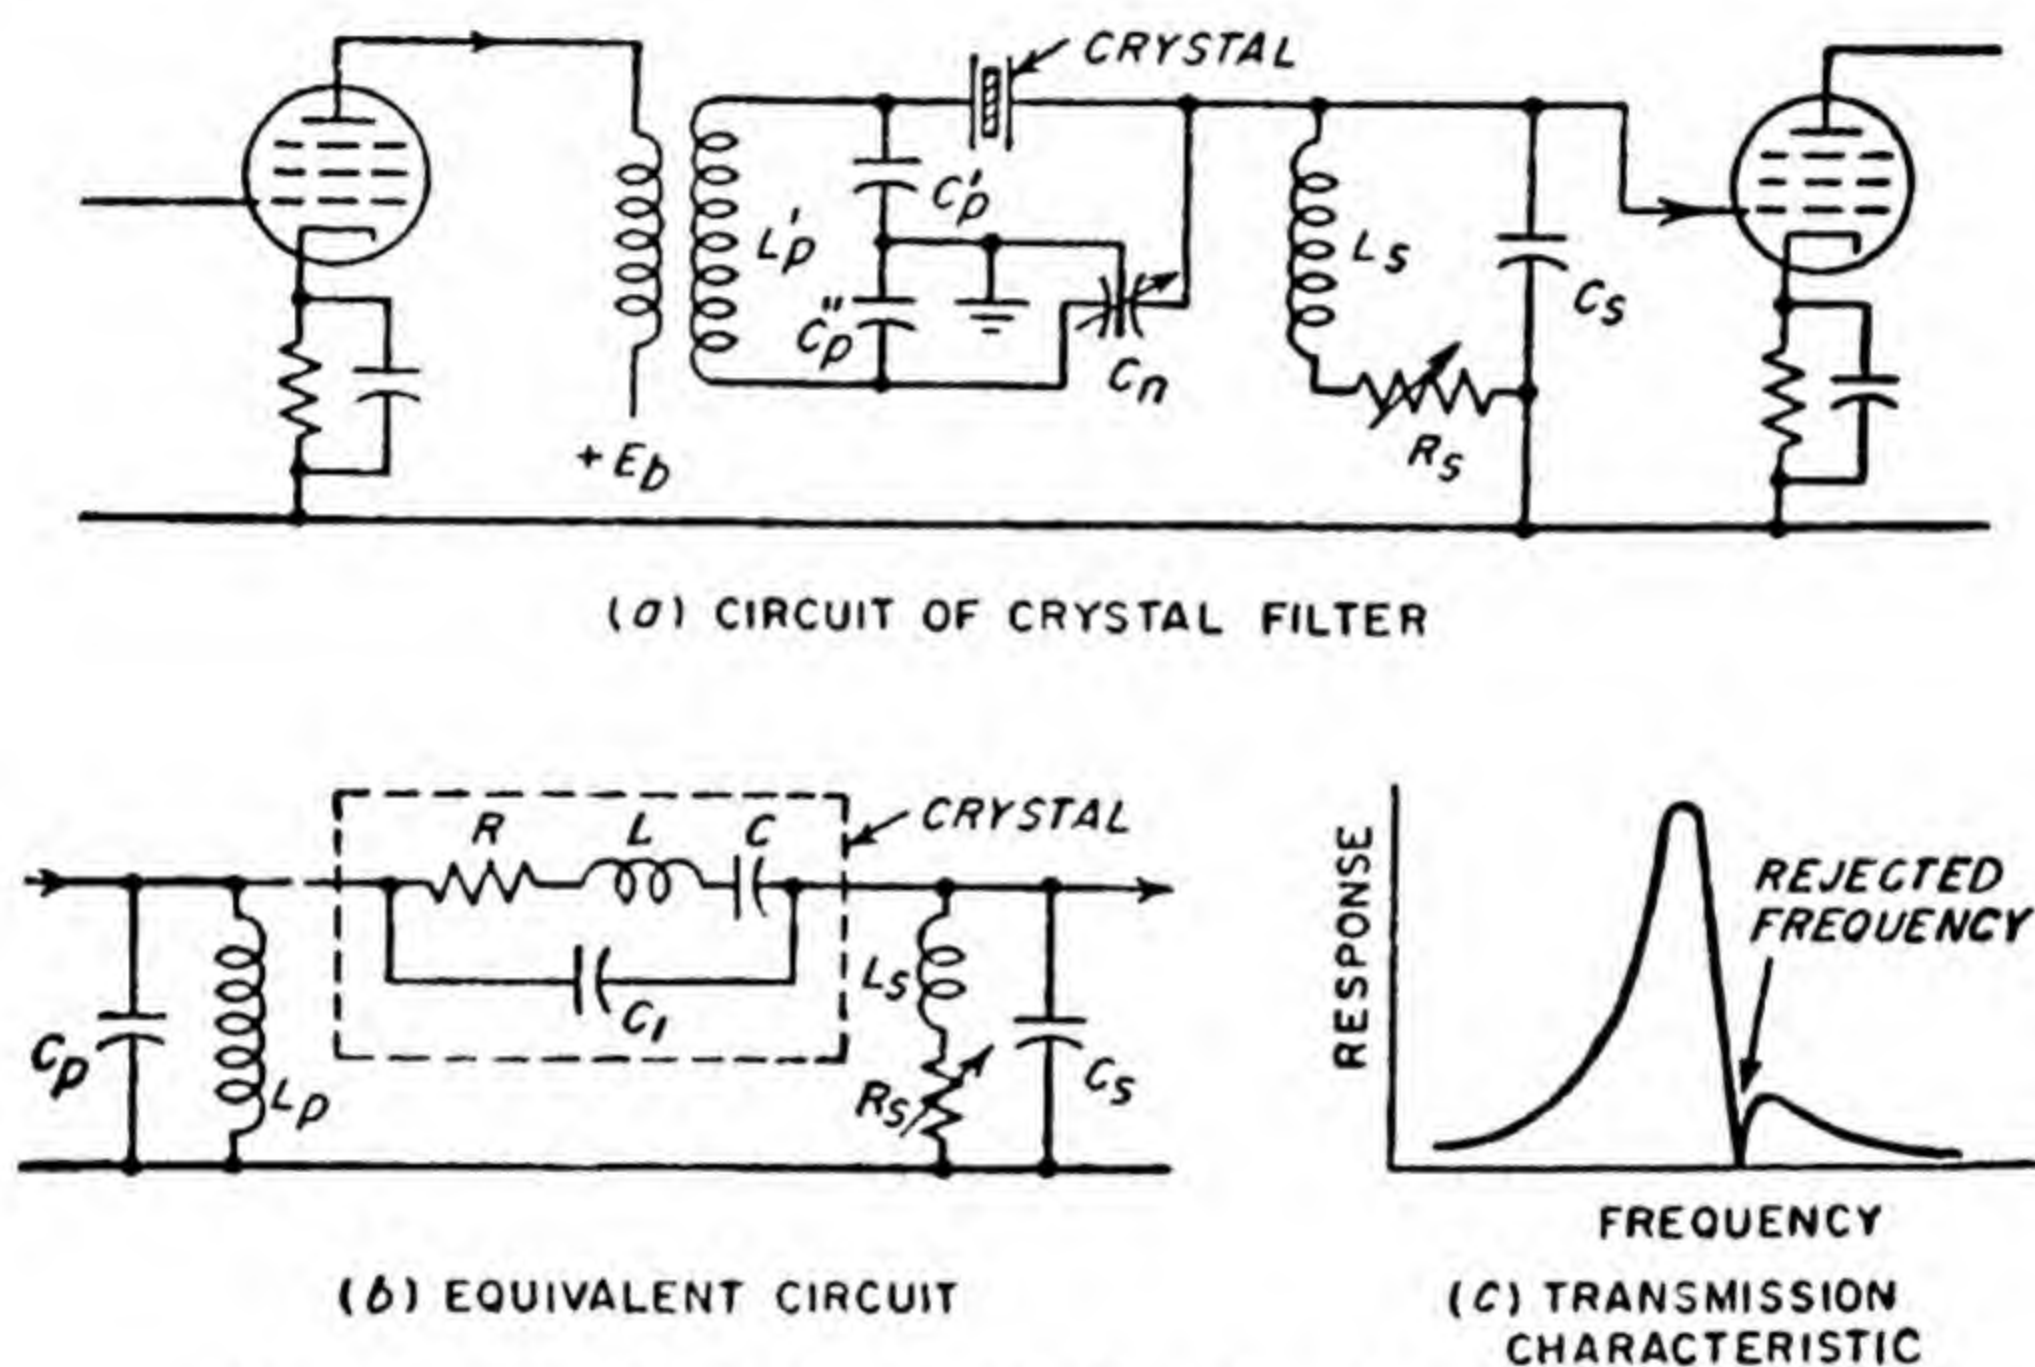 CRYSTAL
C'p
L'p
C"p
Cn
Ls
Cs
Rs
+Eb
(a) CIRCUIT OF CRYSTAL FILTER
R L C
CRYSTAL
C1
Cp
Lp
Ls
Rs
Cs
(b) EQUIVALENT CIRCUIT
RESPONSE
REJECTED
FREQUENCY
FREQUENCY
(C) TRANSMISSION
CHARACTERISTIC